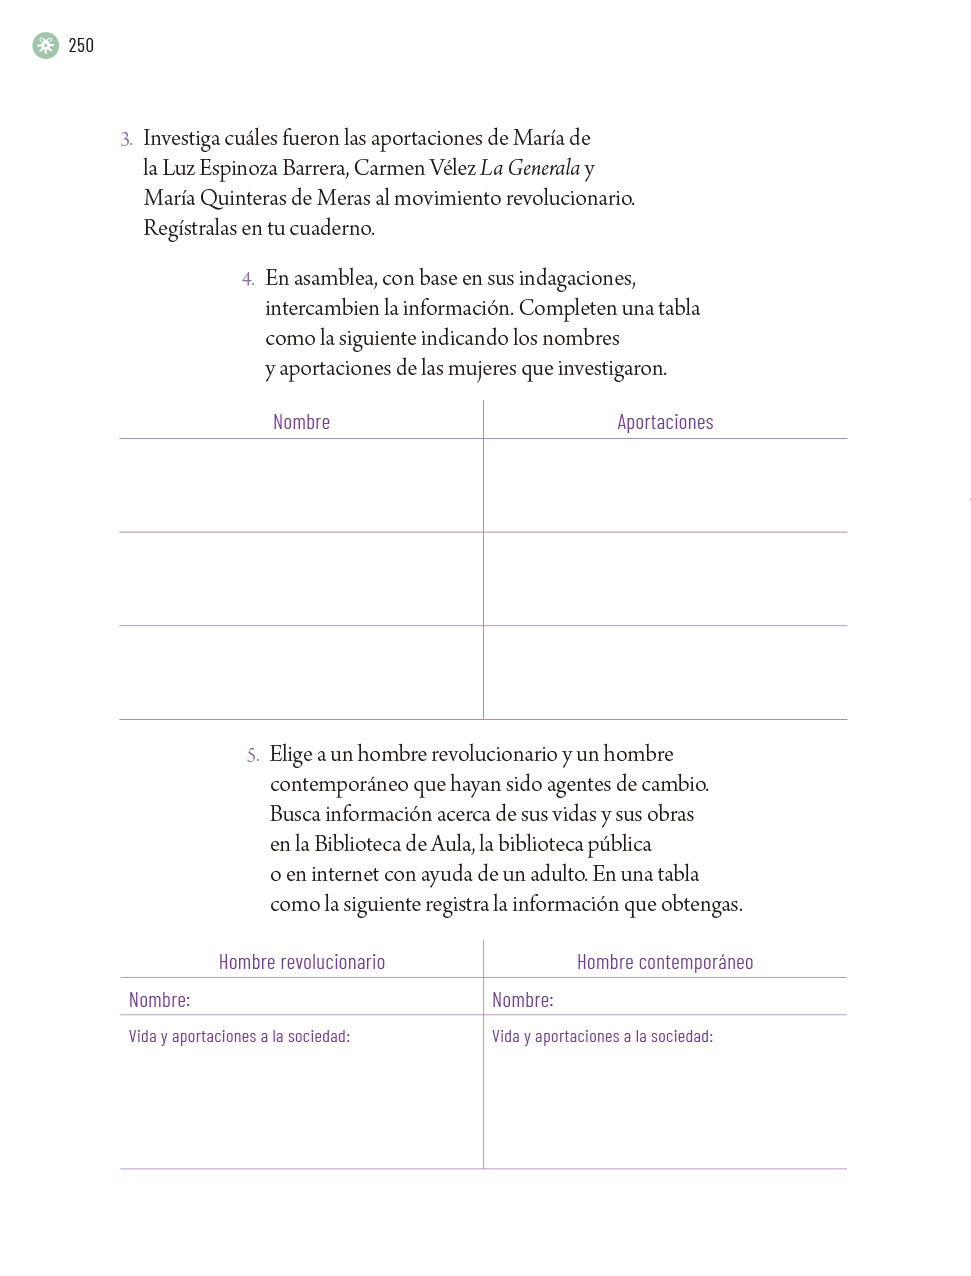 250
3. Investiga cuáles fueron las aportaciones de María de
la Luz Espinoza Barrera, Carmen Vélez La Generala y
María Quinteras de Meras al movimiento revolucionario.
Regístralas en tu cuaderno.
4. En asamblea, con base en sus indagaciones,
intercambien la información. Completen una tabla
como la siguiente indicando los nombres
y aportaciones de las mujeres que investigaron.
Nombre Aportaciones
5. Elige a un hombre revolucionario y un hombre
contemporáneo que hayan sido agentes de cambio.
Busca información acerca de sus vidas y sus obras
en la Biblioteca de Aula, la biblioteca pública
o en internet con ayuda de un adulto. En una tabla
como la siguiente registra la información que obtengas.
Hombre revolucionario Hombre contemporáneo
Nombre: Nombre:
Vida y aportaciones a la sociedad: Vida y aportaciones a la sociedad: